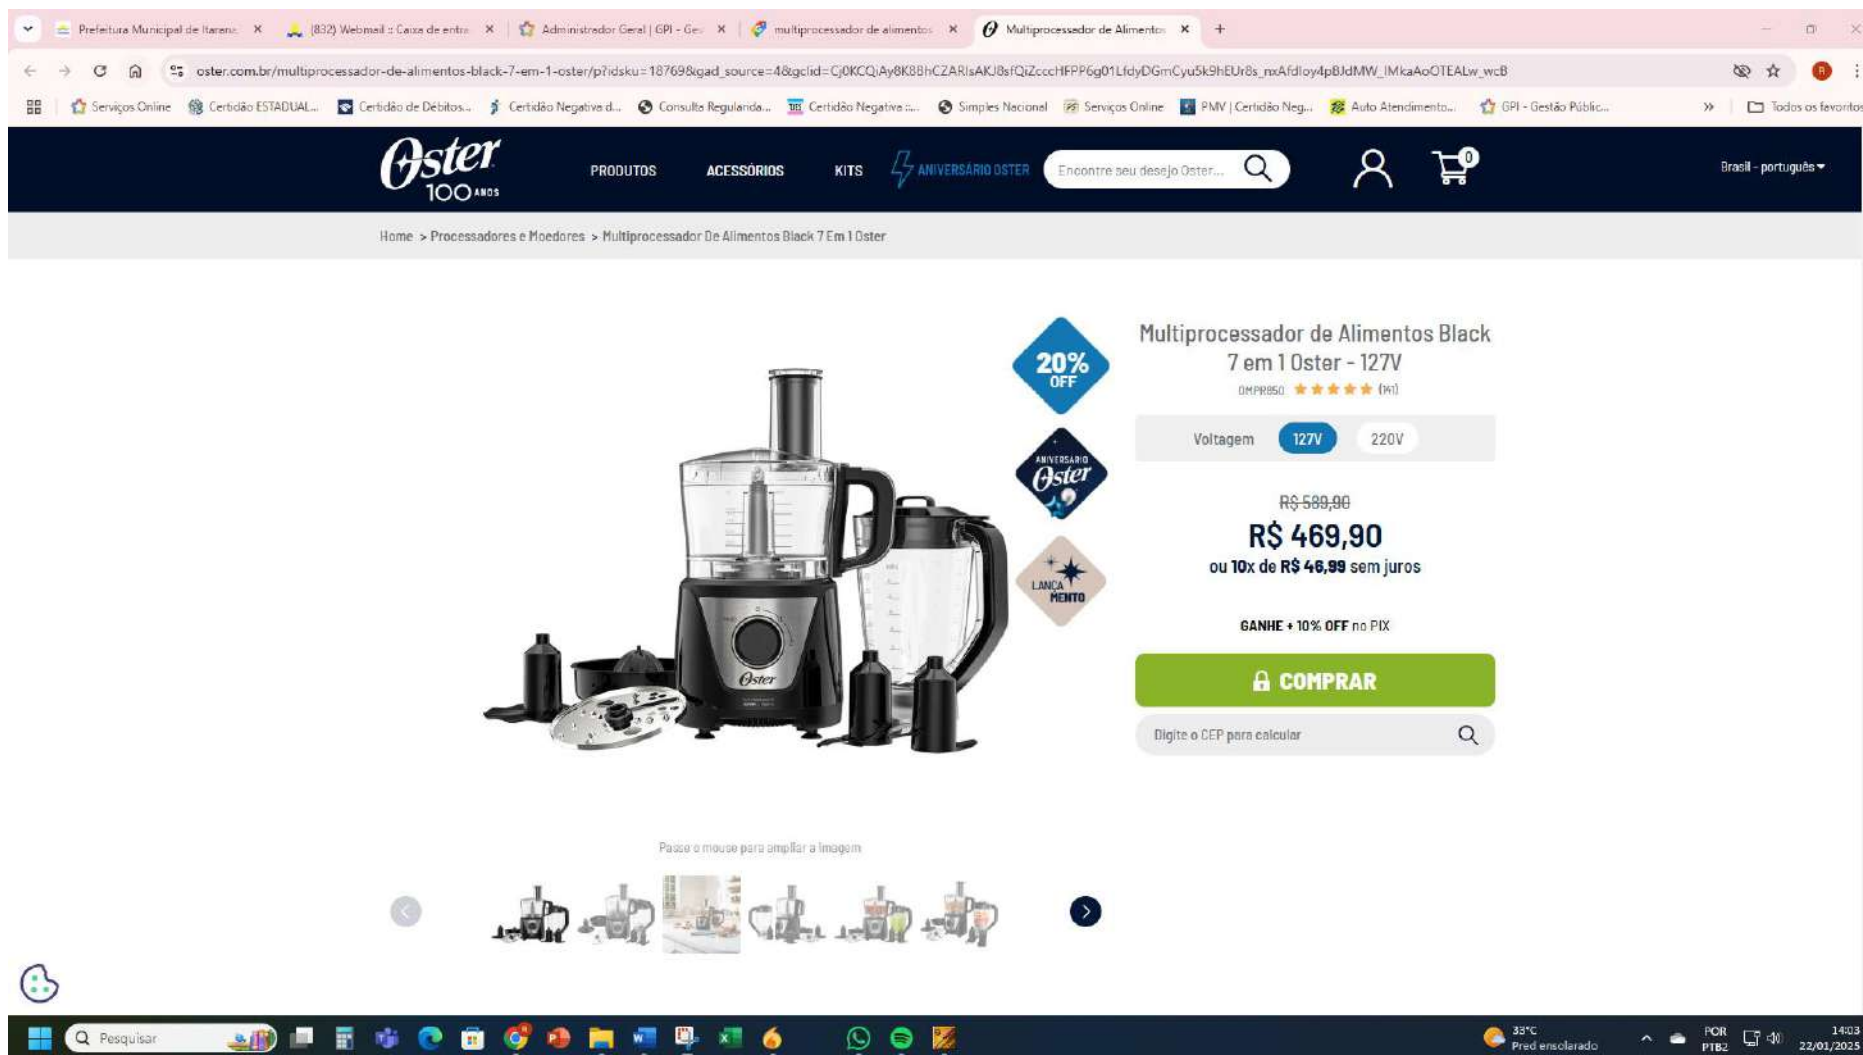 Prefeitura Municipal de Itarana
(832) Webmail :: Caixa de entra
Administrador Geral | GPI - Ges
multiprocessador de alimentos
Multiprocessador de Alimentos
oster.com.br/multiprocessador-de-alimentos-black-7-em-1-oster/p?idsku=18769&gad_source=4&gclid=
Serviços Online
Certidão ESTADUAL...
Certidão de Débitos...
Certidão Negativa d...
Consulta Regularida...
Certidão Negativa ::...
Simples Nacional
Serviços Online
PMV | Certidão Neg...
Auto Atendimento...
GPI - Gestão Públic...
»
Todos os favoritos
Oster
100 ANOS
PRODUTOS
ACESSÓRIOS
KITS
ANIVERSÁRIO OSTER
Encontre seu desejo Oster...
0
Brasil - português
Home > Processadores e Moedores > Multiprocessador De Alimentos Black 7 Em 1 Oster
20%
OFF
ANIVERSÁRIO
Oster
LANÇA
MENTO
Oster
Multiprocessador de Alimentos Black
7 em 1 Oster - 127V
OMPR850 (141)
Voltagem 127V 220V
R$ 589,90
R$ 469,90
ou 10x de R$ 46,99 sem juros
GANHE + 10% OFF no PIX
COMPRAR
Digite o CEP para calcular
Passe o mouse para ampliar a imagem
Pesquisar
33°C
Pred ensolarado
POR
PTB2
14:03
22/01/2025